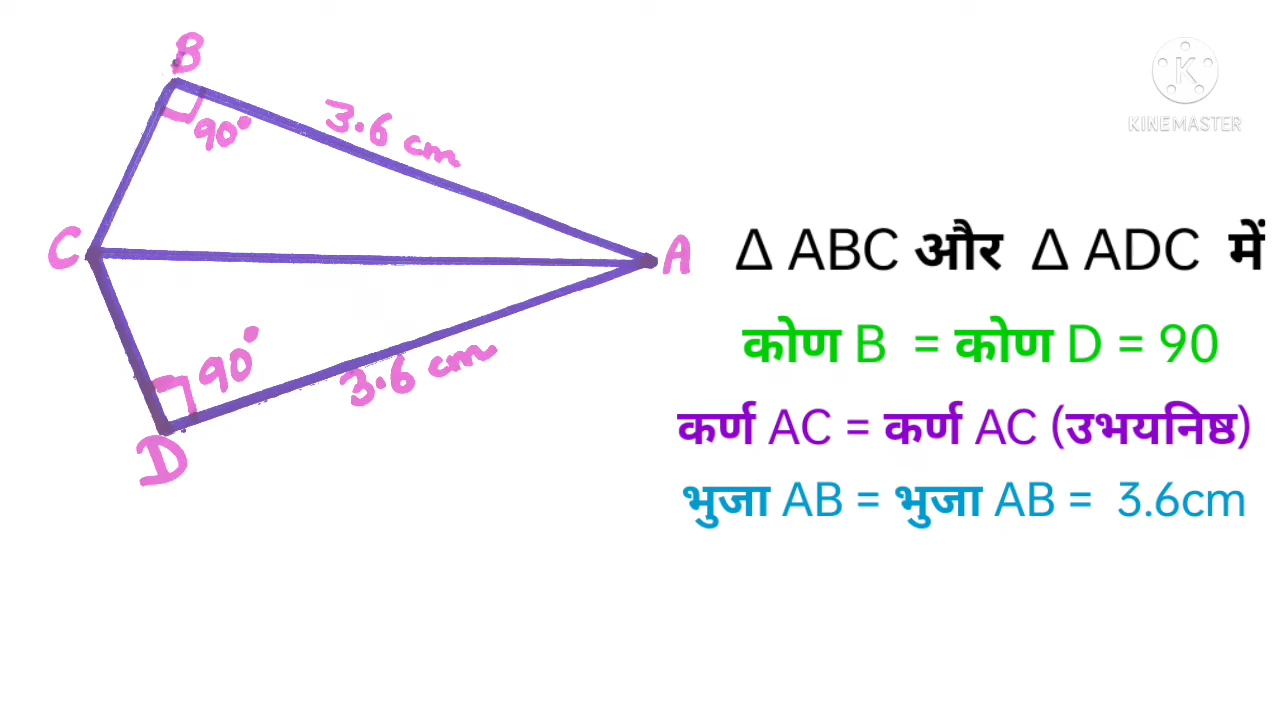 B
90°
3.6 cm
C
A
90°
3.6 cm
D
K
KINEMASTER
Δ ABC और Δ ADC में
कोण B = कोण D = 90
कर्ण AC = कर्ण AC (उभयनिष्ठ)
भुजा AB = भुजा AB = 3.6cm